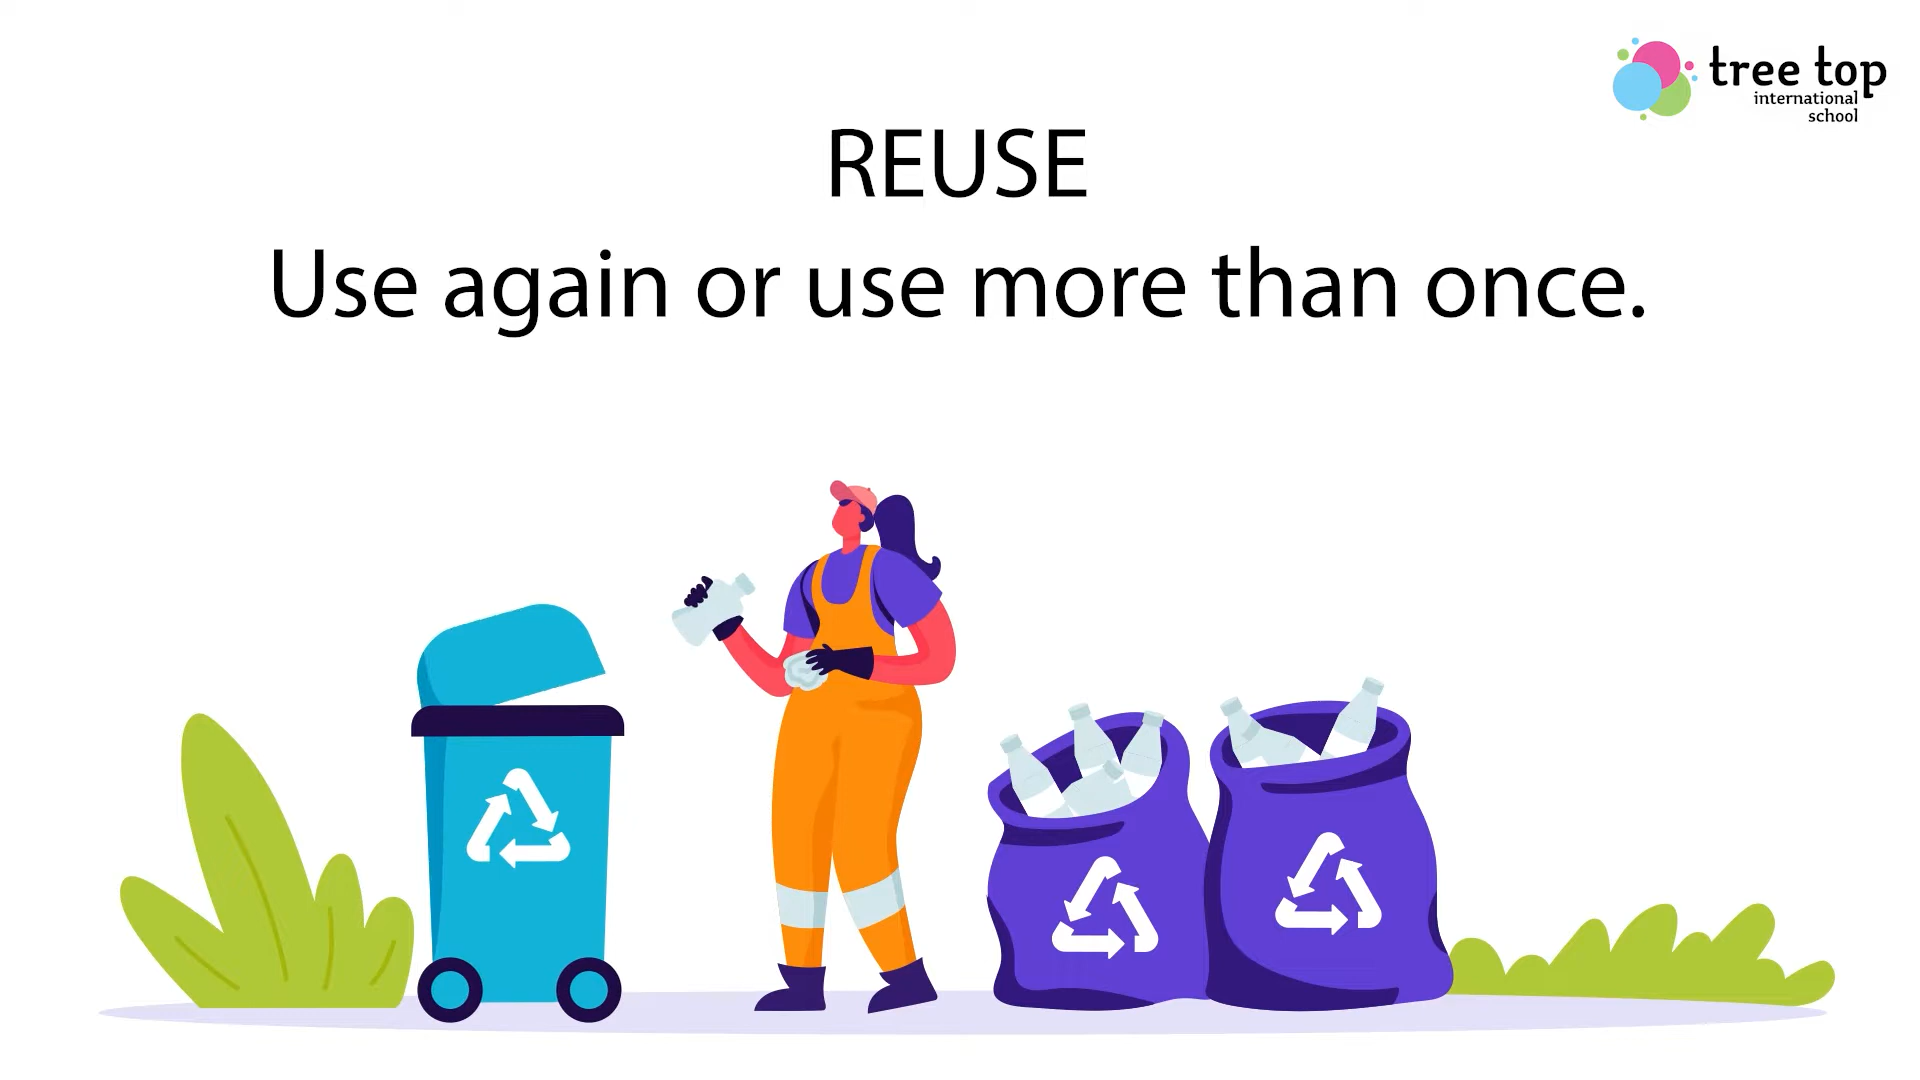 tree top
international
school
REUSE
Use again or use more than once.